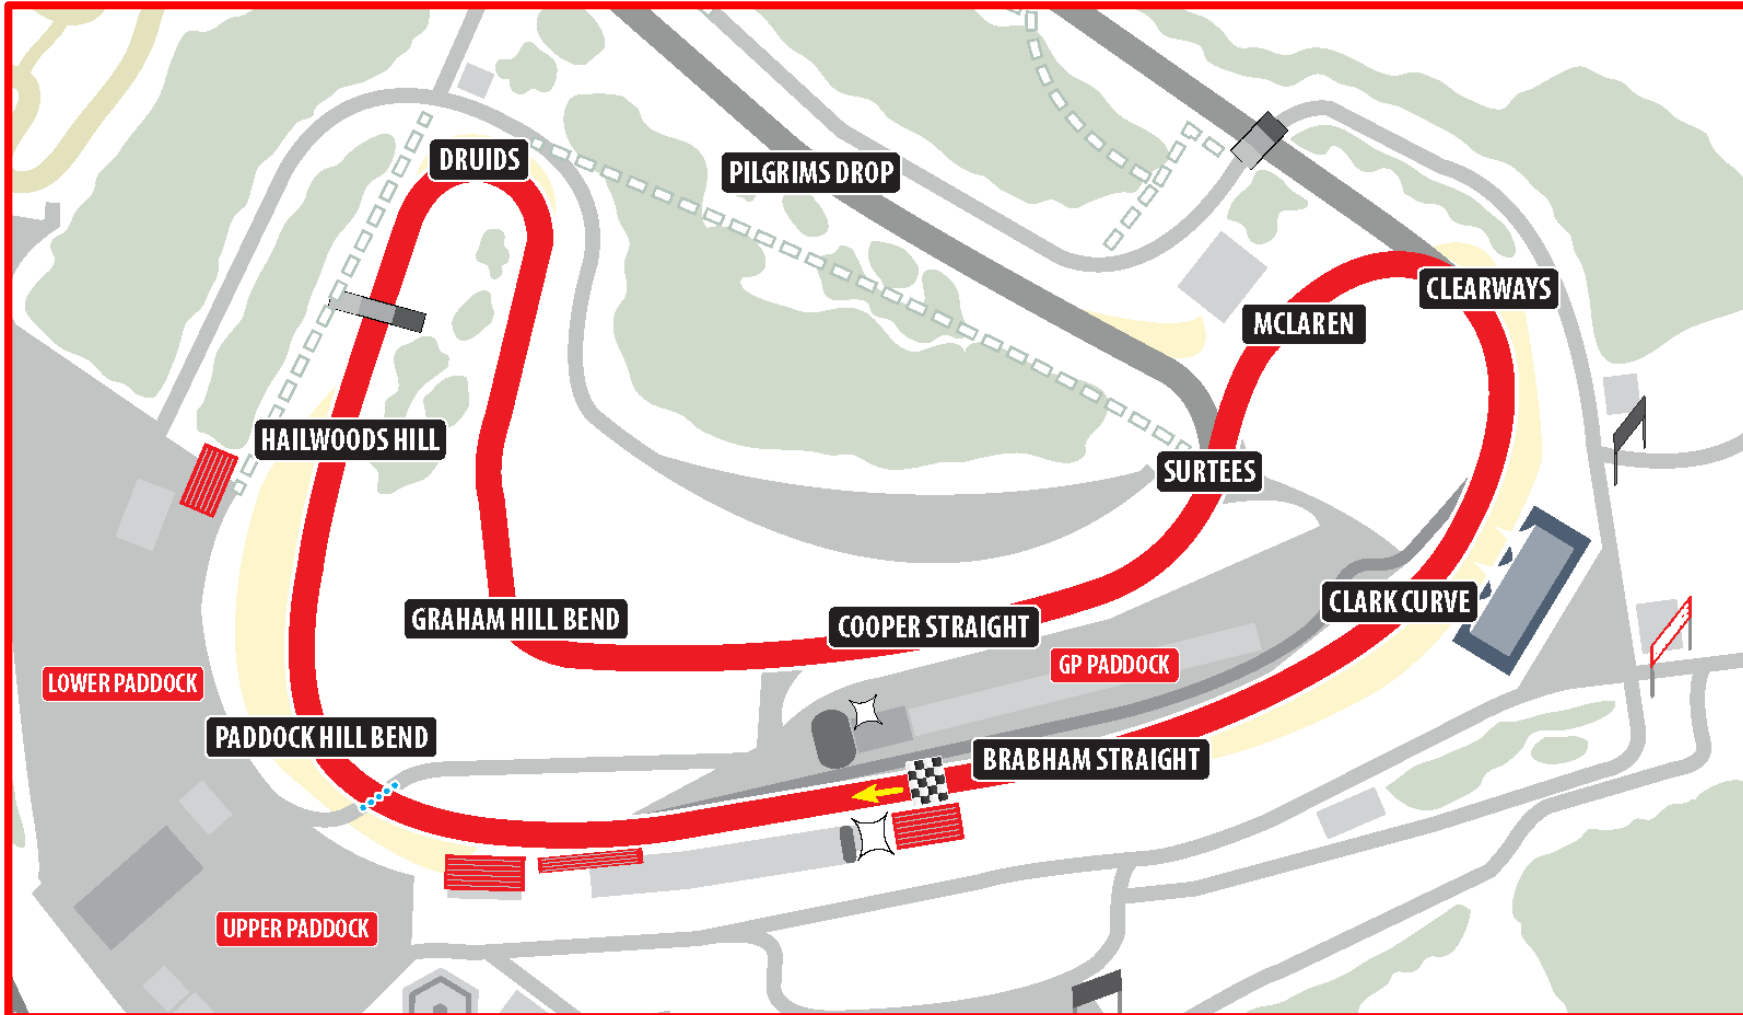 DRUIDS
PILGRIMS DROP
CLEARWAYS
MCLAREN
HAILWOODS HILL
SURTEES
CLARK CURVE
GRAHAM HILL BEND
COOPER STRAIGHT
GP PADDOCK
LOWER PADDOCK
PADDOCK HILL BEND
BRABHAM STRAIGHT
UPPER PADDOCK